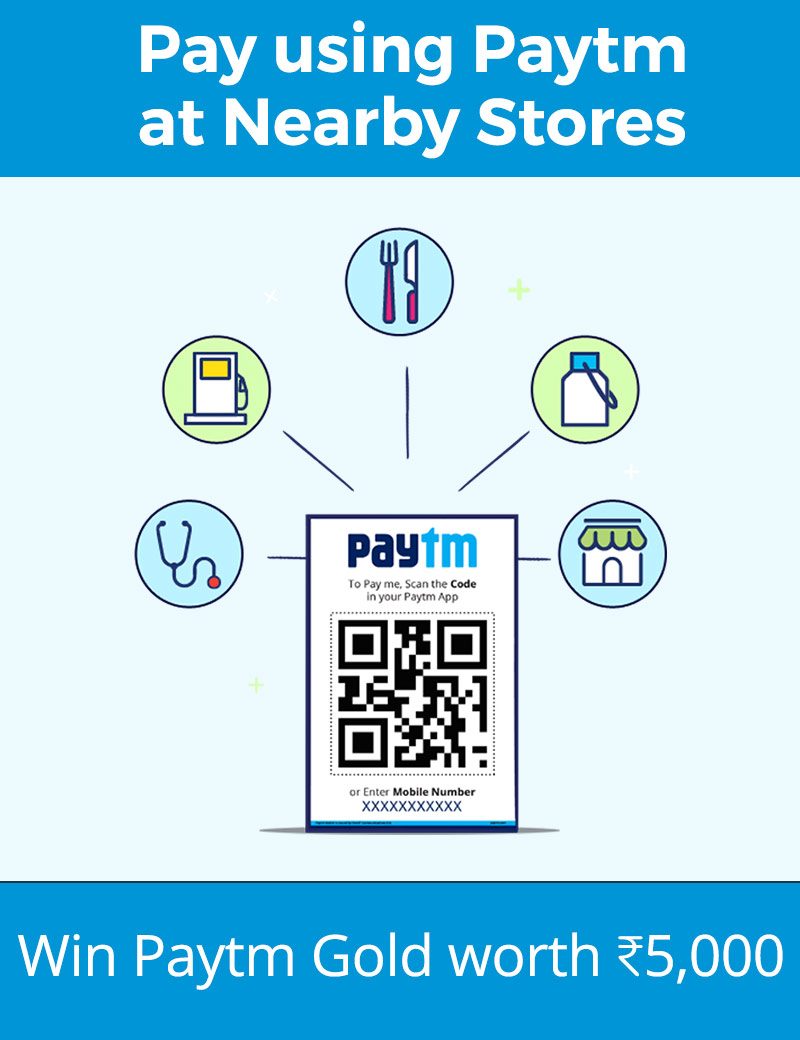 Pay using Paytm
at Nearby Stores
paytm
To Pay me, Scan the Code
in your Paytm App
or Enter Mobile Number
XXXXXXXXXXX
Win Paytm Gold worth ₹5,000